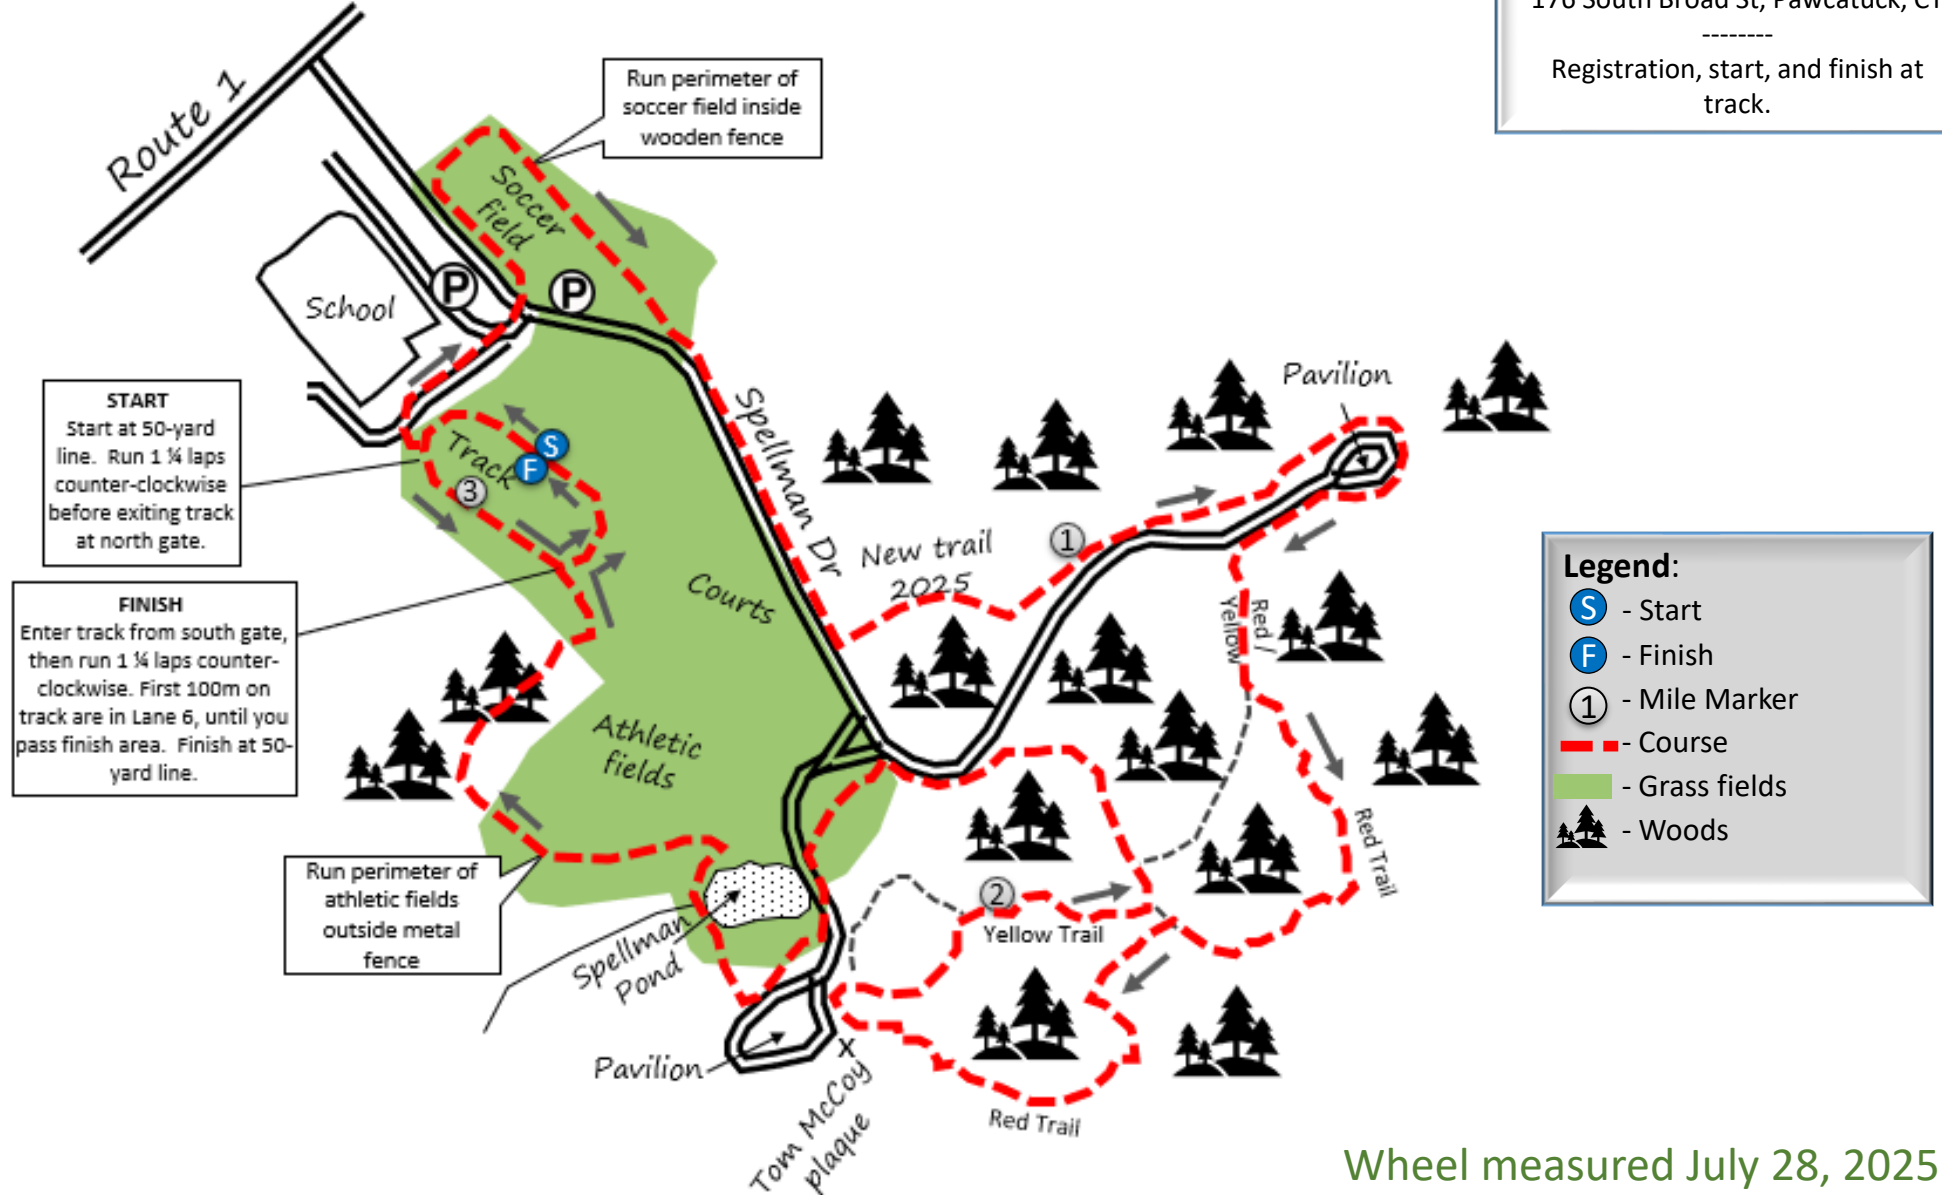 176 South Broad St, Pawcatuck, CT
--------
Registration, start, and finish at
track.
Route 1
Run perimeter of
soccer field inside
wooden fence
Soccer
field
P
P
School
START
Start at 50-yard
line. Run 1 ¼ laps
counter-clockwise
before exiting track
at north gate.
Track
S
F
3
FINISH
Enter track from south gate,
then run 1 ¼ laps counter-
clockwise. First 100m on
track are in Lane 6, until you
pass finish area. Finish at 50-
yard line.
Spellman Dr
Courts
New trail
2025
1
Pavilion
Red /
Yellow
Legend:
S - Start
F - Finish
1 - Mile Marker
- Course
- Grass fields
- Woods
Athletic
fields
Red Trail
Run perimeter of
athletic fields
outside metal
fence
2
Yellow Trail
Spellman
Pond
Pavilion
x
Tom McCoy
plaque
Red Trail
Wheel measured July 28, 2025